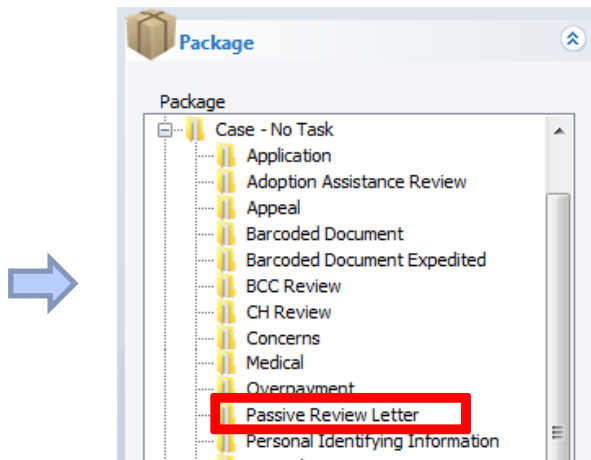 Package
Package
Case - No Task
Application
Adoption Assistance Review
Appeal
Barcoded Document
Barcoded Document Expedited
BCC Review
CH Review
Concerns
Medical
Overpayment
Passive Review Letter
Personal Identifying Information